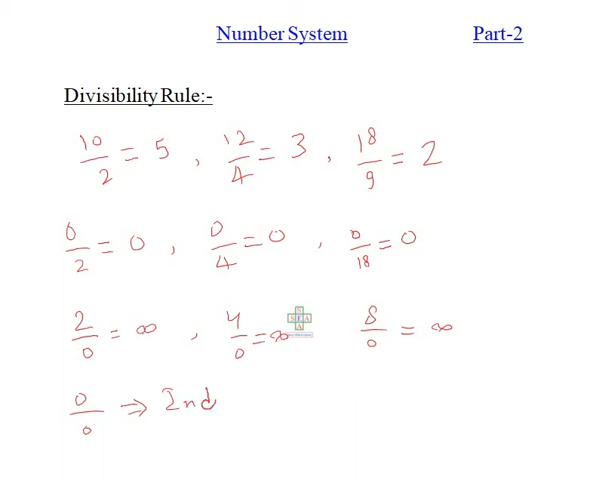 Number System Part-2
Divisibility Rule:-
10/2 = 5 , 12/4 = 3 , 18/9 = 2
0/2 = 0 , 0/4 = 0 , 0/18 = 0
2/0 = ∞ , 4/0 = ∞ 8/0 = ∞
0/0 ⇒ Ind